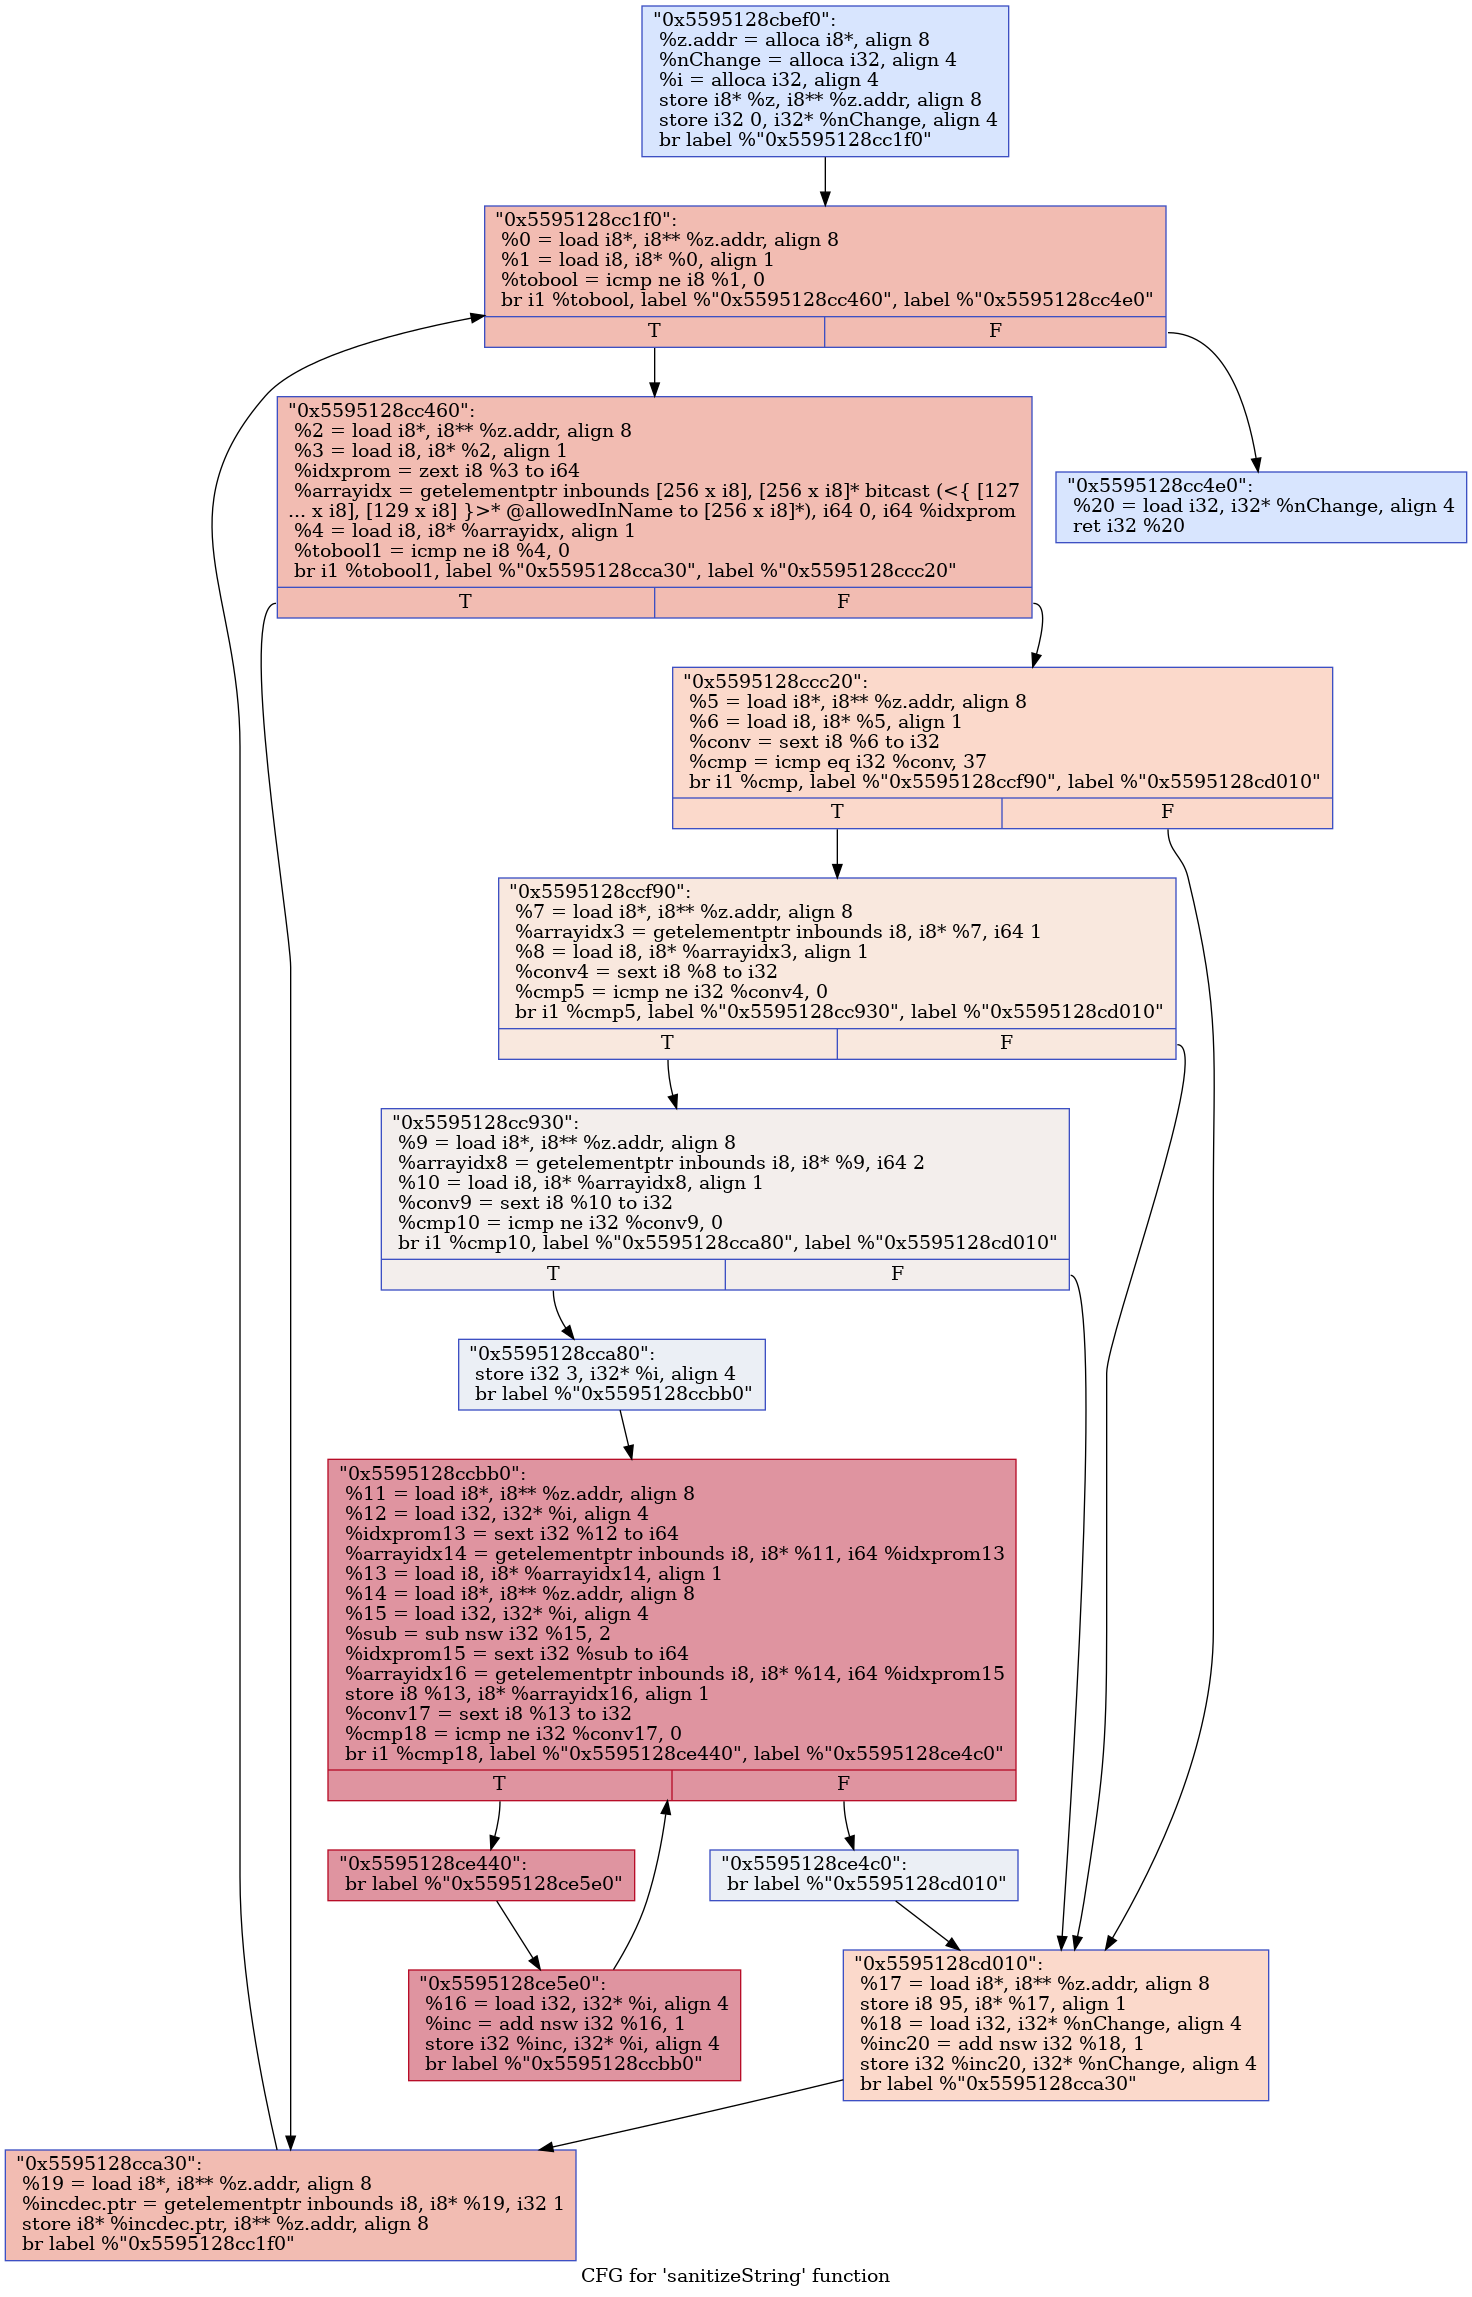 "0x5595128cbef0":
%z.addr = alloca i8*, align 8
%nChange = alloca i32, align 4
%i = alloca i32, align 4
store i8* %z, i8** %z.addr, align 8
store i32 0, i32* %nChange, align 4
br label %"0x5595128cc1f0"
"0x5595128cc1f0":
%0 = load i8*, i8** %z.addr, align 8
%1 = load i8, i8* %0, align 1
%tobool = icmp ne i8 %1, 0
br i1 %tobool, label %"0x5595128cc460", label %"0x5595128cc4e0"
T F
"0x5595128cc460":
%2 = load i8*, i8** %z.addr, align 8
%3 = load i8, i8* %2, align 1
%idxprom = zext i8 %3 to i64
%arrayidx = getelementptr inbounds [256 x i8], [256 x i8]* bitcast (<{ [127
... x i8], [129 x i8] }>* @allowedInName to [256 x i8]*), i64 0, i64 %idxprom
%4 = load i8, i8* %arrayidx, align 1
%tobool1 = icmp ne i8 %4, 0
br i1 %tobool1, label %"0x5595128cca30", label %"0x5595128ccc20"
T F
"0x5595128cc4e0":
%20 = load i32, i32* %nChange, align 4
ret i32 %20
"0x5595128ccc20":
%5 = load i8*, i8** %z.addr, align 8
%6 = load i8, i8* %5, align 1
%conv = sext i8 %6 to i32
%cmp = icmp eq i32 %conv, 37
br i1 %cmp, label %"0x5595128ccf90", label %"0x5595128cd010"
T F
"0x5595128ccf90":
%7 = load i8*, i8** %z.addr, align 8
%arrayidx3 = getelementptr inbounds i8, i8* %7, i64 1
%8 = load i8, i8* %arrayidx3, align 1
%conv4 = sext i8 %8 to i32
%cmp5 = icmp ne i32 %conv4, 0
br i1 %cmp5, label %"0x5595128cc930", label %"0x5595128cd010"
T F
"0x5595128cc930":
%9 = load i8*, i8** %z.addr, align 8
%arrayidx8 = getelementptr inbounds i8, i8* %9, i64 2
%10 = load i8, i8* %arrayidx8, align 1
%conv9 = sext i8 %10 to i32
%cmp10 = icmp ne i32 %conv9, 0
br i1 %cmp10, label %"0x5595128cca80", label %"0x5595128cd010"
T F
"0x5595128cca80":
store i32 3, i32* %i, align 4
br label %"0x5595128ccbb0"
"0x5595128ccbb0":
%11 = load i8*, i8** %z.addr, align 8
%12 = load i32, i32* %i, align 4
%idxprom13 = sext i32 %12 to i64
%arrayidx14 = getelementptr inbounds i8, i8* %11, i64 %idxprom13
%13 = load i8, i8* %arrayidx14, align 1
%14 = load i8*, i8** %z.addr, align 8
%15 = load i32, i32* %i, align 4
%sub = sub nsw i32 %15, 2
%idxprom15 = sext i32 %sub to i64
%arrayidx16 = getelementptr inbounds i8, i8* %14, i64 %idxprom15
store i8 %13, i8* %arrayidx16, align 1
%conv17 = sext i8 %13 to i32
%cmp18 = icmp ne i32 %conv17, 0
br i1 %cmp18, label %"0x5595128ce440", label %"0x5595128ce4c0"
T F
"0x5595128ce440":
br label %"0x5595128ce5e0"
"0x5595128ce4c0":
br label %"0x5595128cd010"
"0x5595128ce5e0":
%16 = load i32, i32* %i, align 4
%inc = add nsw i32 %16, 1
store i32 %inc, i32* %i, align 4
br label %"0x5595128ccbb0"
"0x5595128cd010":
%17 = load i8*, i8** %z.addr, align 8
store i8 95, i8* %17, align 1
%18 = load i32, i32* %nChange, align 4
%inc20 = add nsw i32 %18, 1
store i32 %inc20, i32* %nChange, align 4
br label %"0x5595128cca30"
"0x5595128cca30":
%19 = load i8*, i8** %z.addr, align 8
%incdec.ptr = getelementptr inbounds i8, i8* %19, i32 1
store i8* %incdec.ptr, i8** %z.addr, align 8
br label %"0x5595128cc1f0"
CFG for 'sanitizeString' function